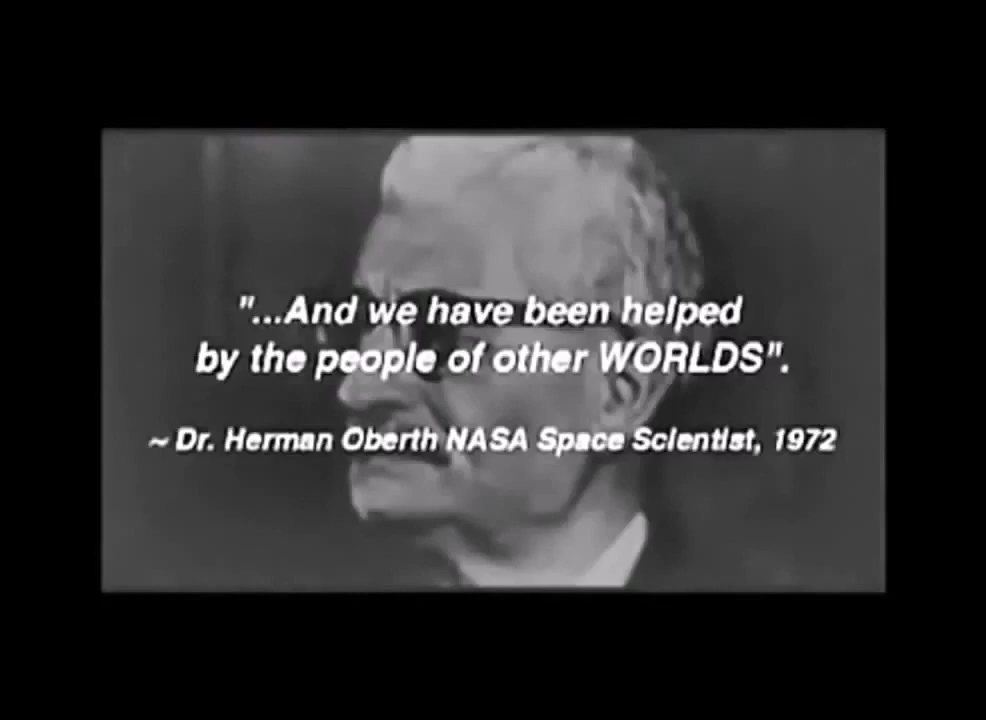 "...And we have been helped
by the people of other WORLDS".
~ Dr. Herman Oberth NASA Space Scientist, 1972